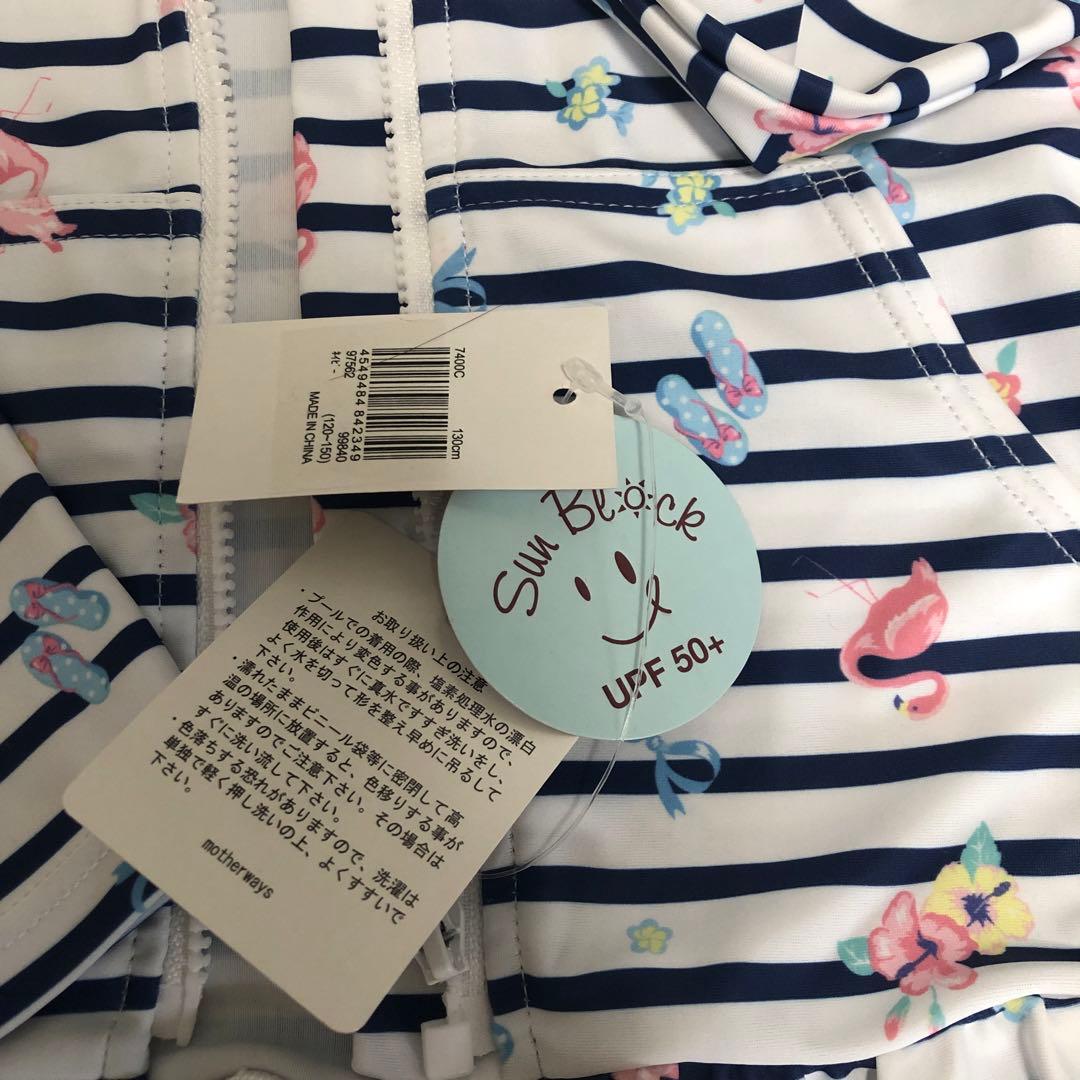 7400C 130cm
4549484 842349
97562 99840
ﾈｲﾋﾞｰ (120~150)
MADE IN CHINA
Sun Block
UPF 50+
お取り扱い上の注意
・プールでの着用の際、塩素処理水の漂白
作用により変色する事がありますので、
使用後はすぐに真水ですすぎ洗いをし、
よく水を切って形を整え早めに吊るして
下さい。
・濡れたままビニール袋等に密閉して高
温の場所に放置すると、色移りする事が
ありますのでご注意下さい。その場合は
すぐに洗い流して下さい。
・色落ちする恐れがありますので、洗濯は
単独で軽く押し洗いの上、よくすすいで
下さい。
motherways